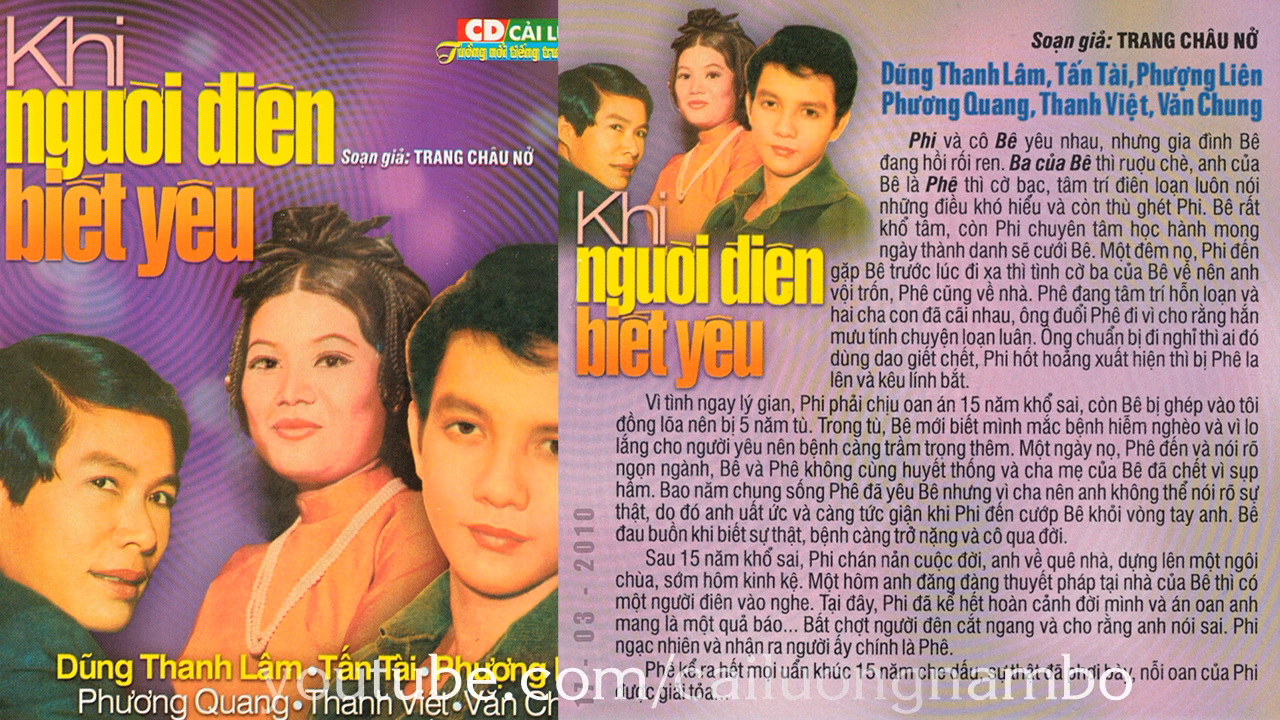 Khi
người điên
biết yêu
CD CẢI L
Tuồng nổi tiếng trư
Soạn giả: TRANG CHÂU NỞ
Dũng Thanh Lâm • Tấn Tài • Phượng
Phương Quang • Thanh Việt • Văn Ch
Soạn giả: TRANG CHÂU NỞ
Dũng Thanh Lâm, Tấn Tài, Phượng Liên
Phương Quang, Thanh Việt, Văn Chung
Khi
người điên
biết yêu
Phi và cô Bê yêu nhau, nhưng gia đình Bê
đang hồi rối ren. Ba của Bê thì rượu chè, anh của
Bê là Phê thì cờ bạc, tâm trí điên loạn luôn nói
những điều khó hiểu và còn thù ghét Phi. Bê rất
khổ tâm, còn Phi chuyên tâm học hành mong
ngày thành danh sẽ cưới Bê. Một đêm nọ, Phi đến
gặp Bê trước lúc đi xa thì tình cờ ba của Bê về nên anh
vội trốn, Phê cũng về nhà. Phê đang tâm trí hỗn loạn và
hai cha con đã cãi nhau, ông đuổi Phê đi vì cho rằng hắn
mưu tính chuyện loạn luân. Ông chuẩn bị đi nghỉ thì ai đó
dùng dao giết chết, Phi hốt hoảng xuất hiện thì bị Phê la
lên và kêu lính bắt.
Vì tình ngay lý gian, Phi phải chịu oan án 15 năm khổ sai, còn Bê bị ghép vào tôi
đồng lõa nên bị 5 năm tù. Trong tù, Bê mới biết mình mắc bệnh hiểm nghèo và vì lo
lắng cho người yêu nên bệnh càng trầm trọng thêm. Một ngày nọ, Phê đến và nói rõ
ngọn ngành, Bê và Phê không cùng huyết thống và cha mẹ của Bê đã chết vì sụp
hầm. Bao năm chung sống Phê đã yêu Bê nhưng vì cha nên anh không thể nói rõ sự
thật, do đó anh uất ức và càng tức giận khi Phi đến cướp Bê khỏi vòng tay anh. Bê
đau buồn khi biết sự thật, bệnh càng trở nặng và cô qua đời.
Sau 15 năm khổ sai, Phi chán nản cuộc đời, anh về quê nhà, dựng lên một ngôi
chùa, sớm hôm kinh kệ. Một hôm anh đăng đàng thuyết pháp tại nhà của Bê thì có
một người điên vào nghe. Tại đây, Phi đã kể hết hoàn cảnh đời mình và án oan anh
mang là một quả báo... Bất chợt người đên cắt ngang và cho rằng anh nói sai. Phi
ngạc nhiên và nhận ra người ấy chính là Phê.
Phê kể ra hết mọi uẩn khúc 15 năm che dấu, sự thật đã phơi bày, nỗi oan của Phi
được giải tỏa...
03 - 2010
youtube.com/cailuongnambo